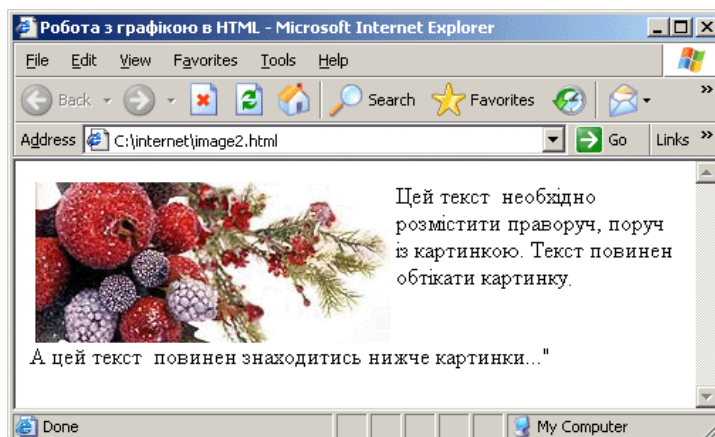 Робота з графікою в HTML - Microsoft Internet Explorer
File Edit View Favorites Tools Help
Back Search Favorites »
Address C:\internet\image2.html Go Links »
Цей текст необхідно
розмістити праворуч, поруч
із картинкою. Текст повинен
обтікати картинку.
А цей текст повинен знаходитись нижче картинки..."
Done My Computer